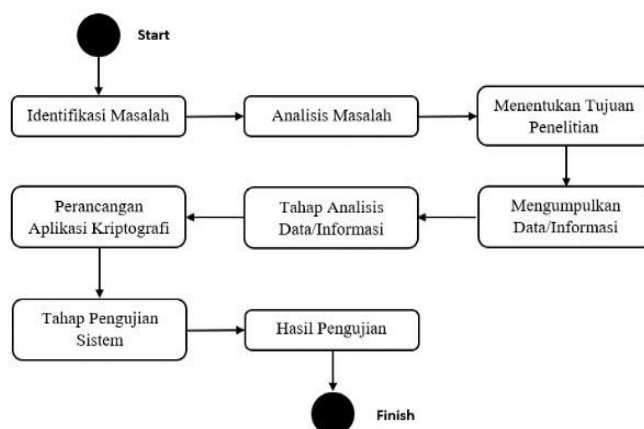 Start
Identifikasi Masalah
Analisis Masalah
Menentukan Tujuan
Penelitian
Mengumpulkan
Data/Informasi
Tahap Analisis
Data/Informasi
Perancangan
Aplikasi Kriptografi
Tahap Pengujian
Sistem
Hasil Pengujian
Finish